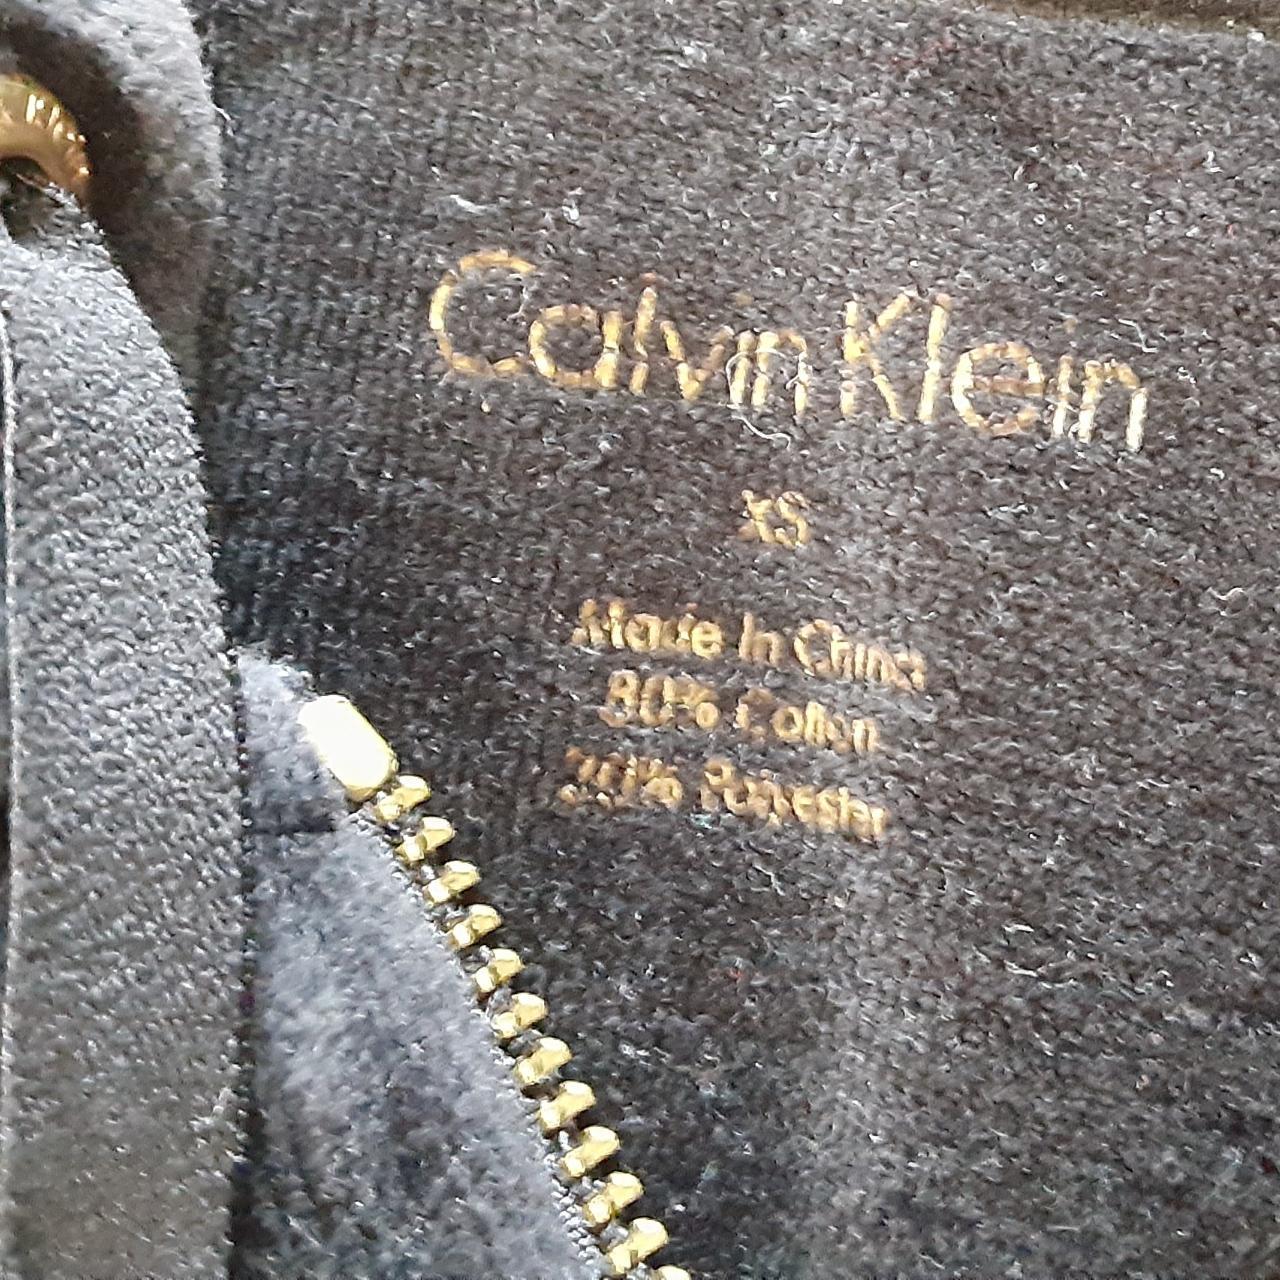 Calvin Klein
XS
Made In China
80% Cotton
20% Polyester